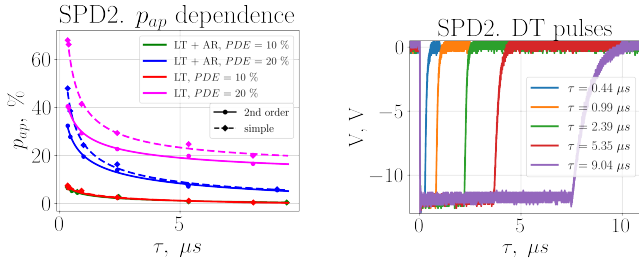 SPD2. p_ap dependence
p_ap, %
60
40
20
0
LT + AR, PDE = 10 %
LT + AR, PDE = 20 %
LT, PDE = 10 %
LT, PDE = 20 %
2nd order
simple
5
τ, μs
SPD2. DT pulses
V, V
0
−5
−10
τ = 0.44 μs
τ = 0.99 μs
τ = 2.39 μs
τ = 5.35 μs
τ = 9.04 μs
0
5
10
τ, μs